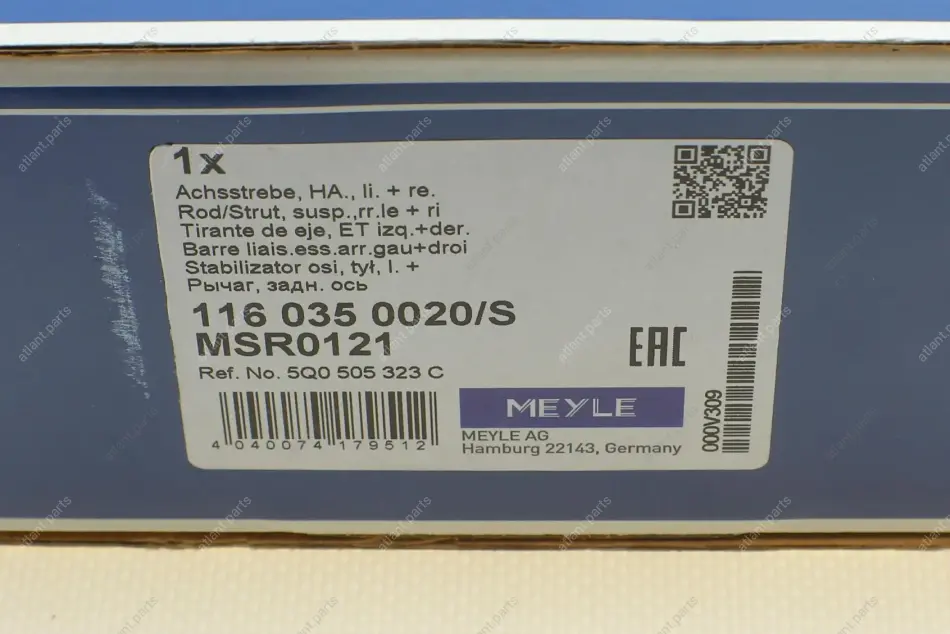 1x
Achsstrebe, HA., li. + re.
Rod/Strut, susp.,rr.le + ri
Tirante de eje, ET izq.+der.
Barre liais.ess.arr.gau+droi
Stabilizator osi, tył, l. +
Рычаг, задн. ось
116 035 0020/S
MSR0121
Ref. No. 5Q0 505 323 C
EAC
MEYLE
MEYLE AG
Hamburg 22143, Germany
4 040074 179512
000V309
atlant.parts